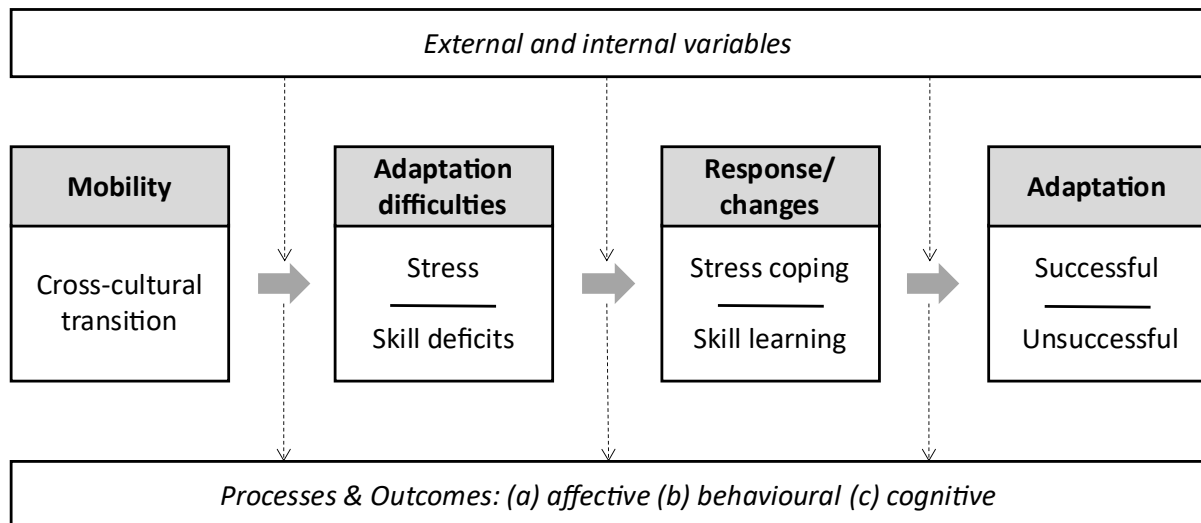 External and internal variables
Mobility
Cross-cultural
transition
Adaptation
difficulties
Stress
Skill deficits
Response/
changes
Stress coping
Skill learning
Adaptation
Successful
Unsuccessful
Processes & Outcomes: (a) affective (b) behavioural (c) cognitive